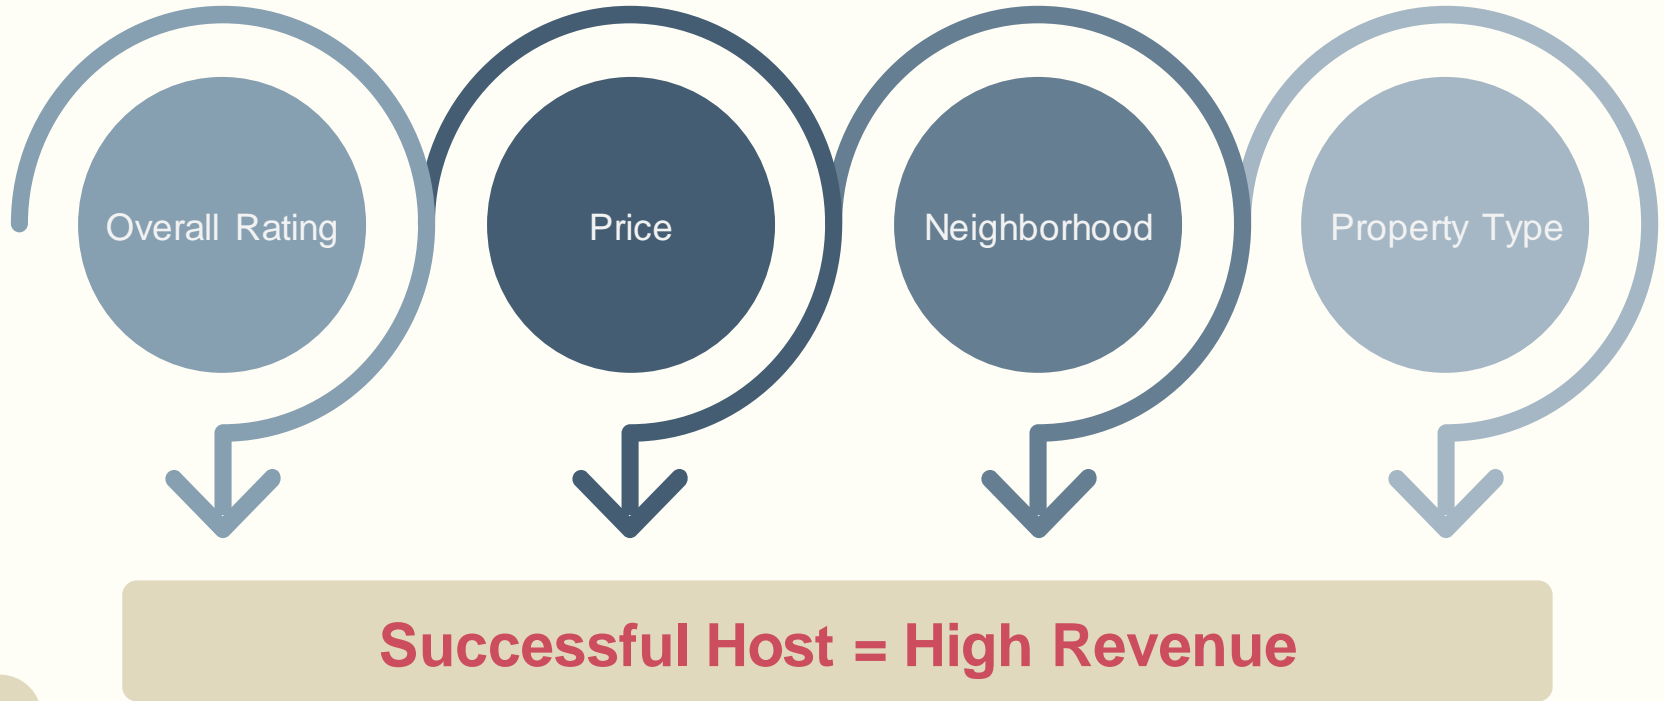 Overall Rating
Price
Neighborhood
Property Type
Successful Host = High Revenue